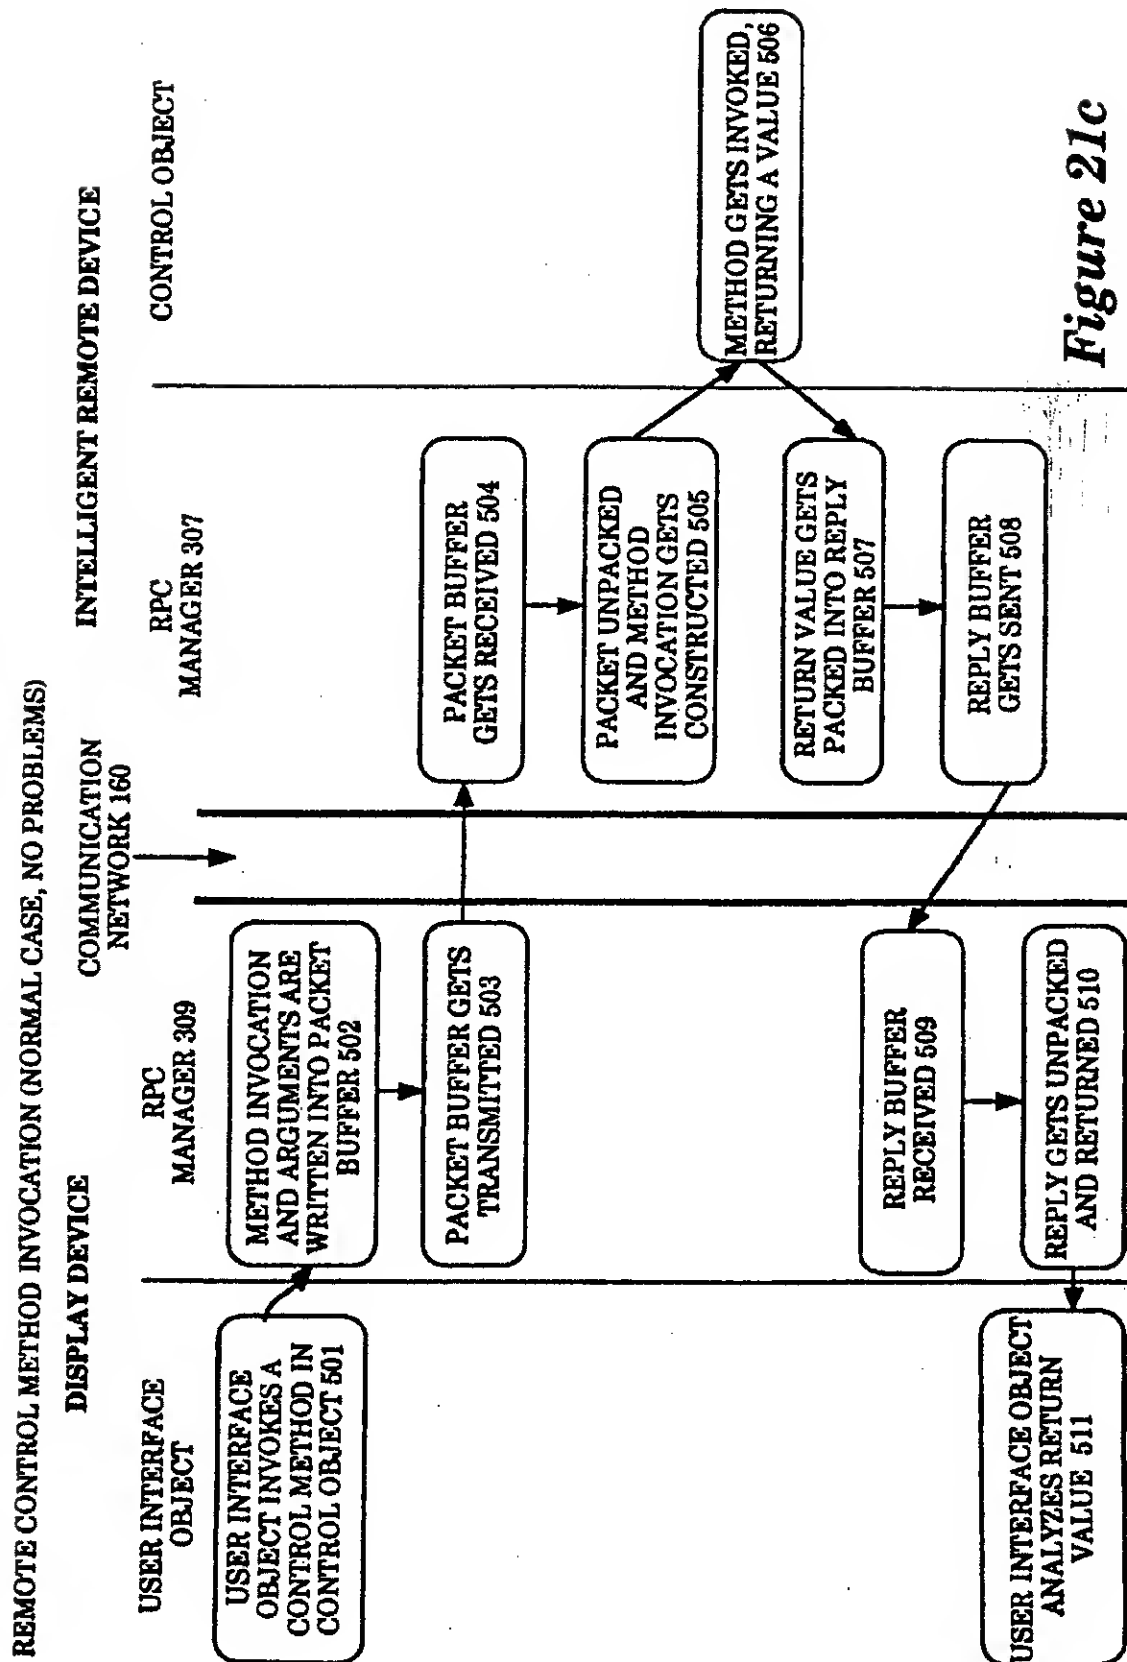 REMOTE CONTROL METHOD INVOCATION (NORMAL CASE, NO PROBLEMS)
DISPLAY DEVICE
COMMUNICATION
NETWORK 160
INTELLIGENT REMOTE DEVICE
USER INTERFACE
OBJECT
RPC
MANAGER 309
RPC
MANAGER 307
CONTROL OBJECT
USER INTERFACE
OBJECT INVOKES A
CONTROL METHOD IN
CONTROL OBJECT 501
METHOD INVOCATION
AND ARGUMENTS ARE
WRITTEN INTO PACKET
BUFFER 502
PACKET BUFFER GETS
TRANSMITTED 503
PACKET BUFFER
GETS RECEIVED 504
PACKET UNPACKED
AND METHOD
INVOCATION GETS
CONSTRUCTED 505
METHOD GETS INVOKED,
RETURNING A VALUE 506
RETURN VALUE GETS
PACKED INTO REPLY
BUFFER 507
REPLY BUFFER
GETS SENT 508
REPLY BUFFER
RECEIVED 509
REPLY GETS UNPACKED
AND RETURNED 510
USER INTERFACE OBJECT
ANALYZES RETURN
VALUE 511
Figure 21c